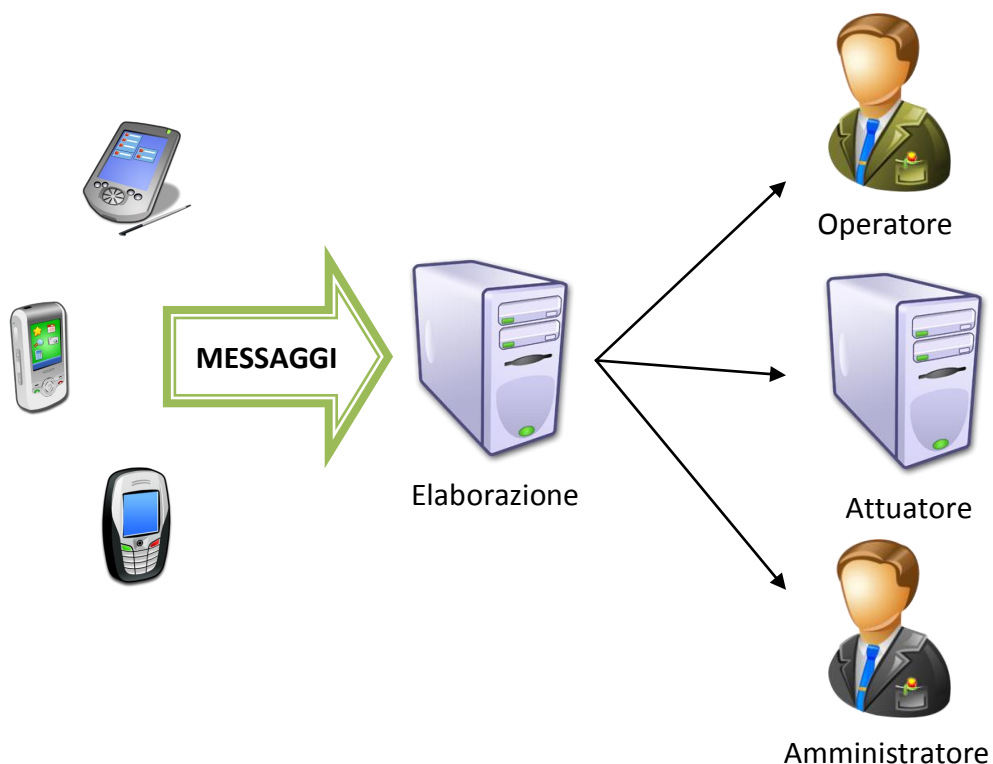 Operatore
MESSAGGI
Elaborazione
Attuatore
Amministratore